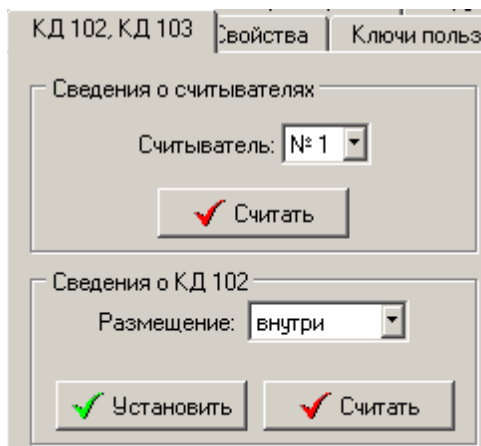 КД 102, КД 103 Свойства Ключи польз
Сведения о считывателях
Считыватель: № 1
Считать
Сведения о КД 102
Размещение: внутри
Установить Считать